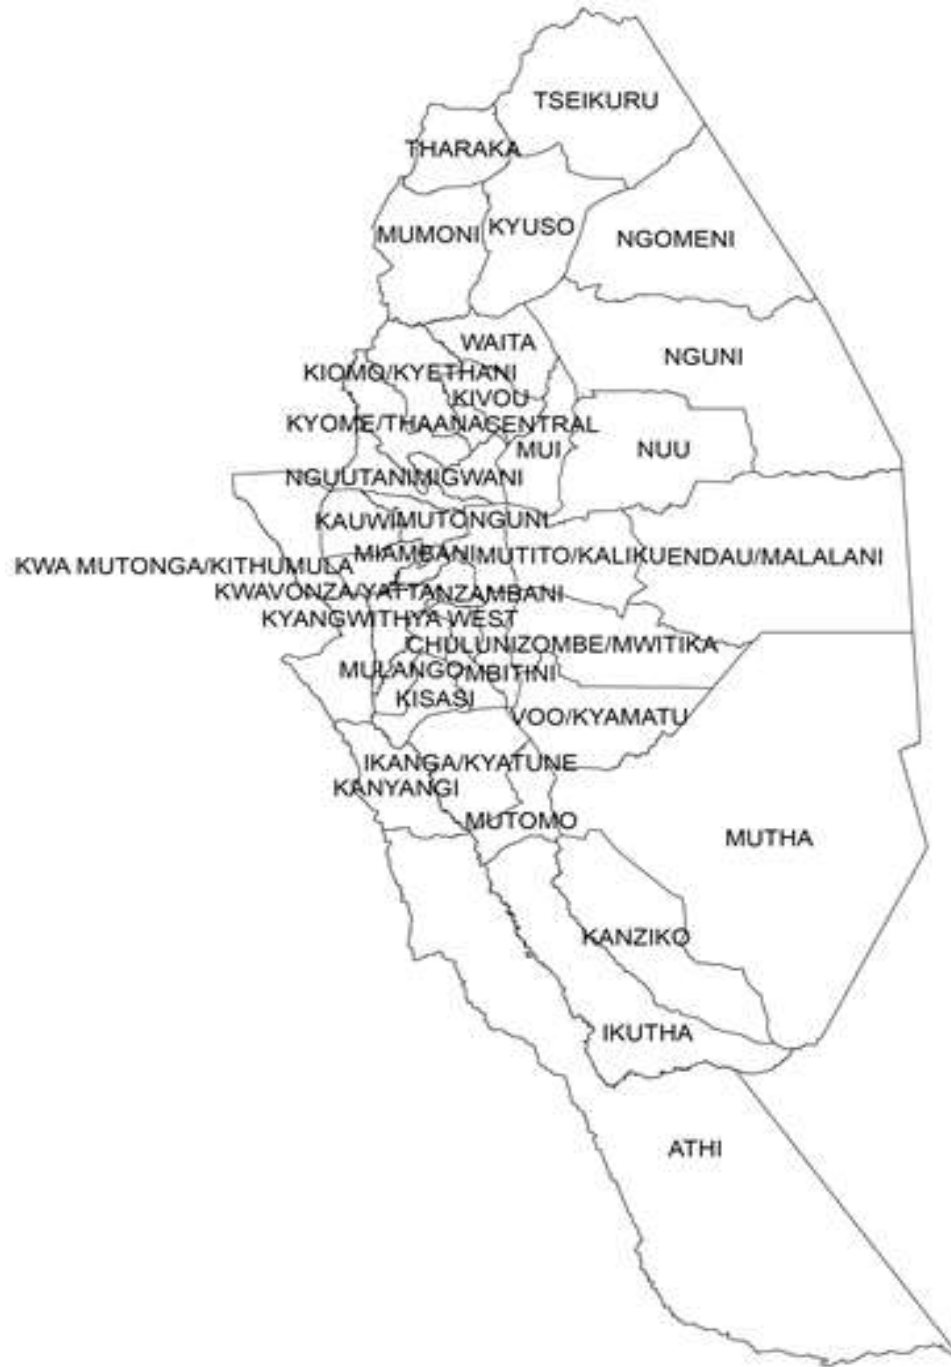 TSEIKURU
THARAKA
MUMONI
KYUSO
NGOMENI
WAITA
NGUNI
KIOMO/KYETHANI
KIVOU
KYOME/THAANA
CENTRAL
MUI
NUU
NGUUTANI
MIGWANI
KAUWI
MUTONGUNI
KWA MUTONGA/KITHUMULA
MIAMBANI
MUTITO/KALIKU
ENDAU/MALALANI
KWAVONZA/YATTA
NZAMBANI
KYANGWITHYA WEST
CHULUNI
ZOMBE/MWITIKA
MULANGO
MBITINI
KISASI
VOO/KYAMATU
IKANGA/KYATUNE
KANYANGI
MUTOMO
MUTHA
KANZIKO
IKUTHA
ATHI